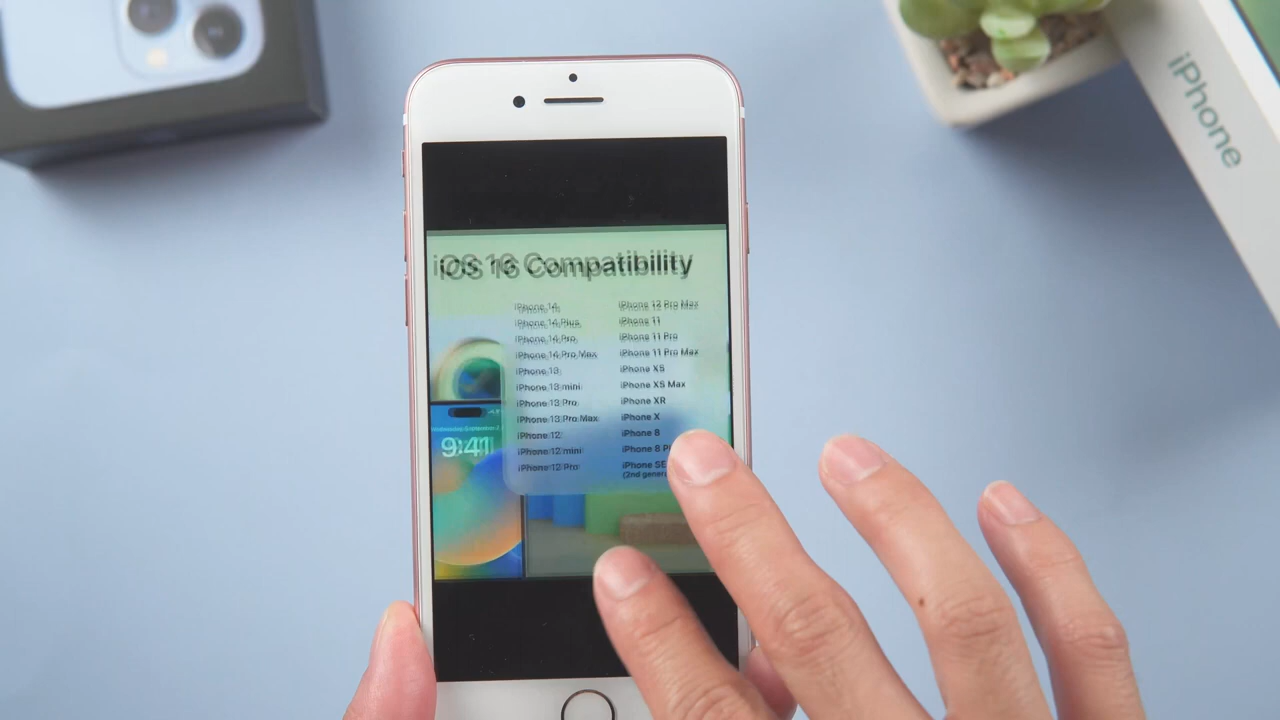 iPhone
iOS 16 Compatibility
iPhone 14
iPhone 14 Plus
iPhone 14 Pro
iPhone 14 Pro Max
iPhone 13
iPhone 13 mini
iPhone 13 Pro
iPhone 13 Pro Max
iPhone 12
iPhone 12 mini
iPhone 12 Pro
iPhone 12 Pro Max
iPhone 11
iPhone 11 Pro
iPhone 11 Pro Max
iPhone XS
iPhone XS Max
iPhone XR
iPhone X
iPhone 8
iPhone 8
iPhone SE
(2nd
9:41